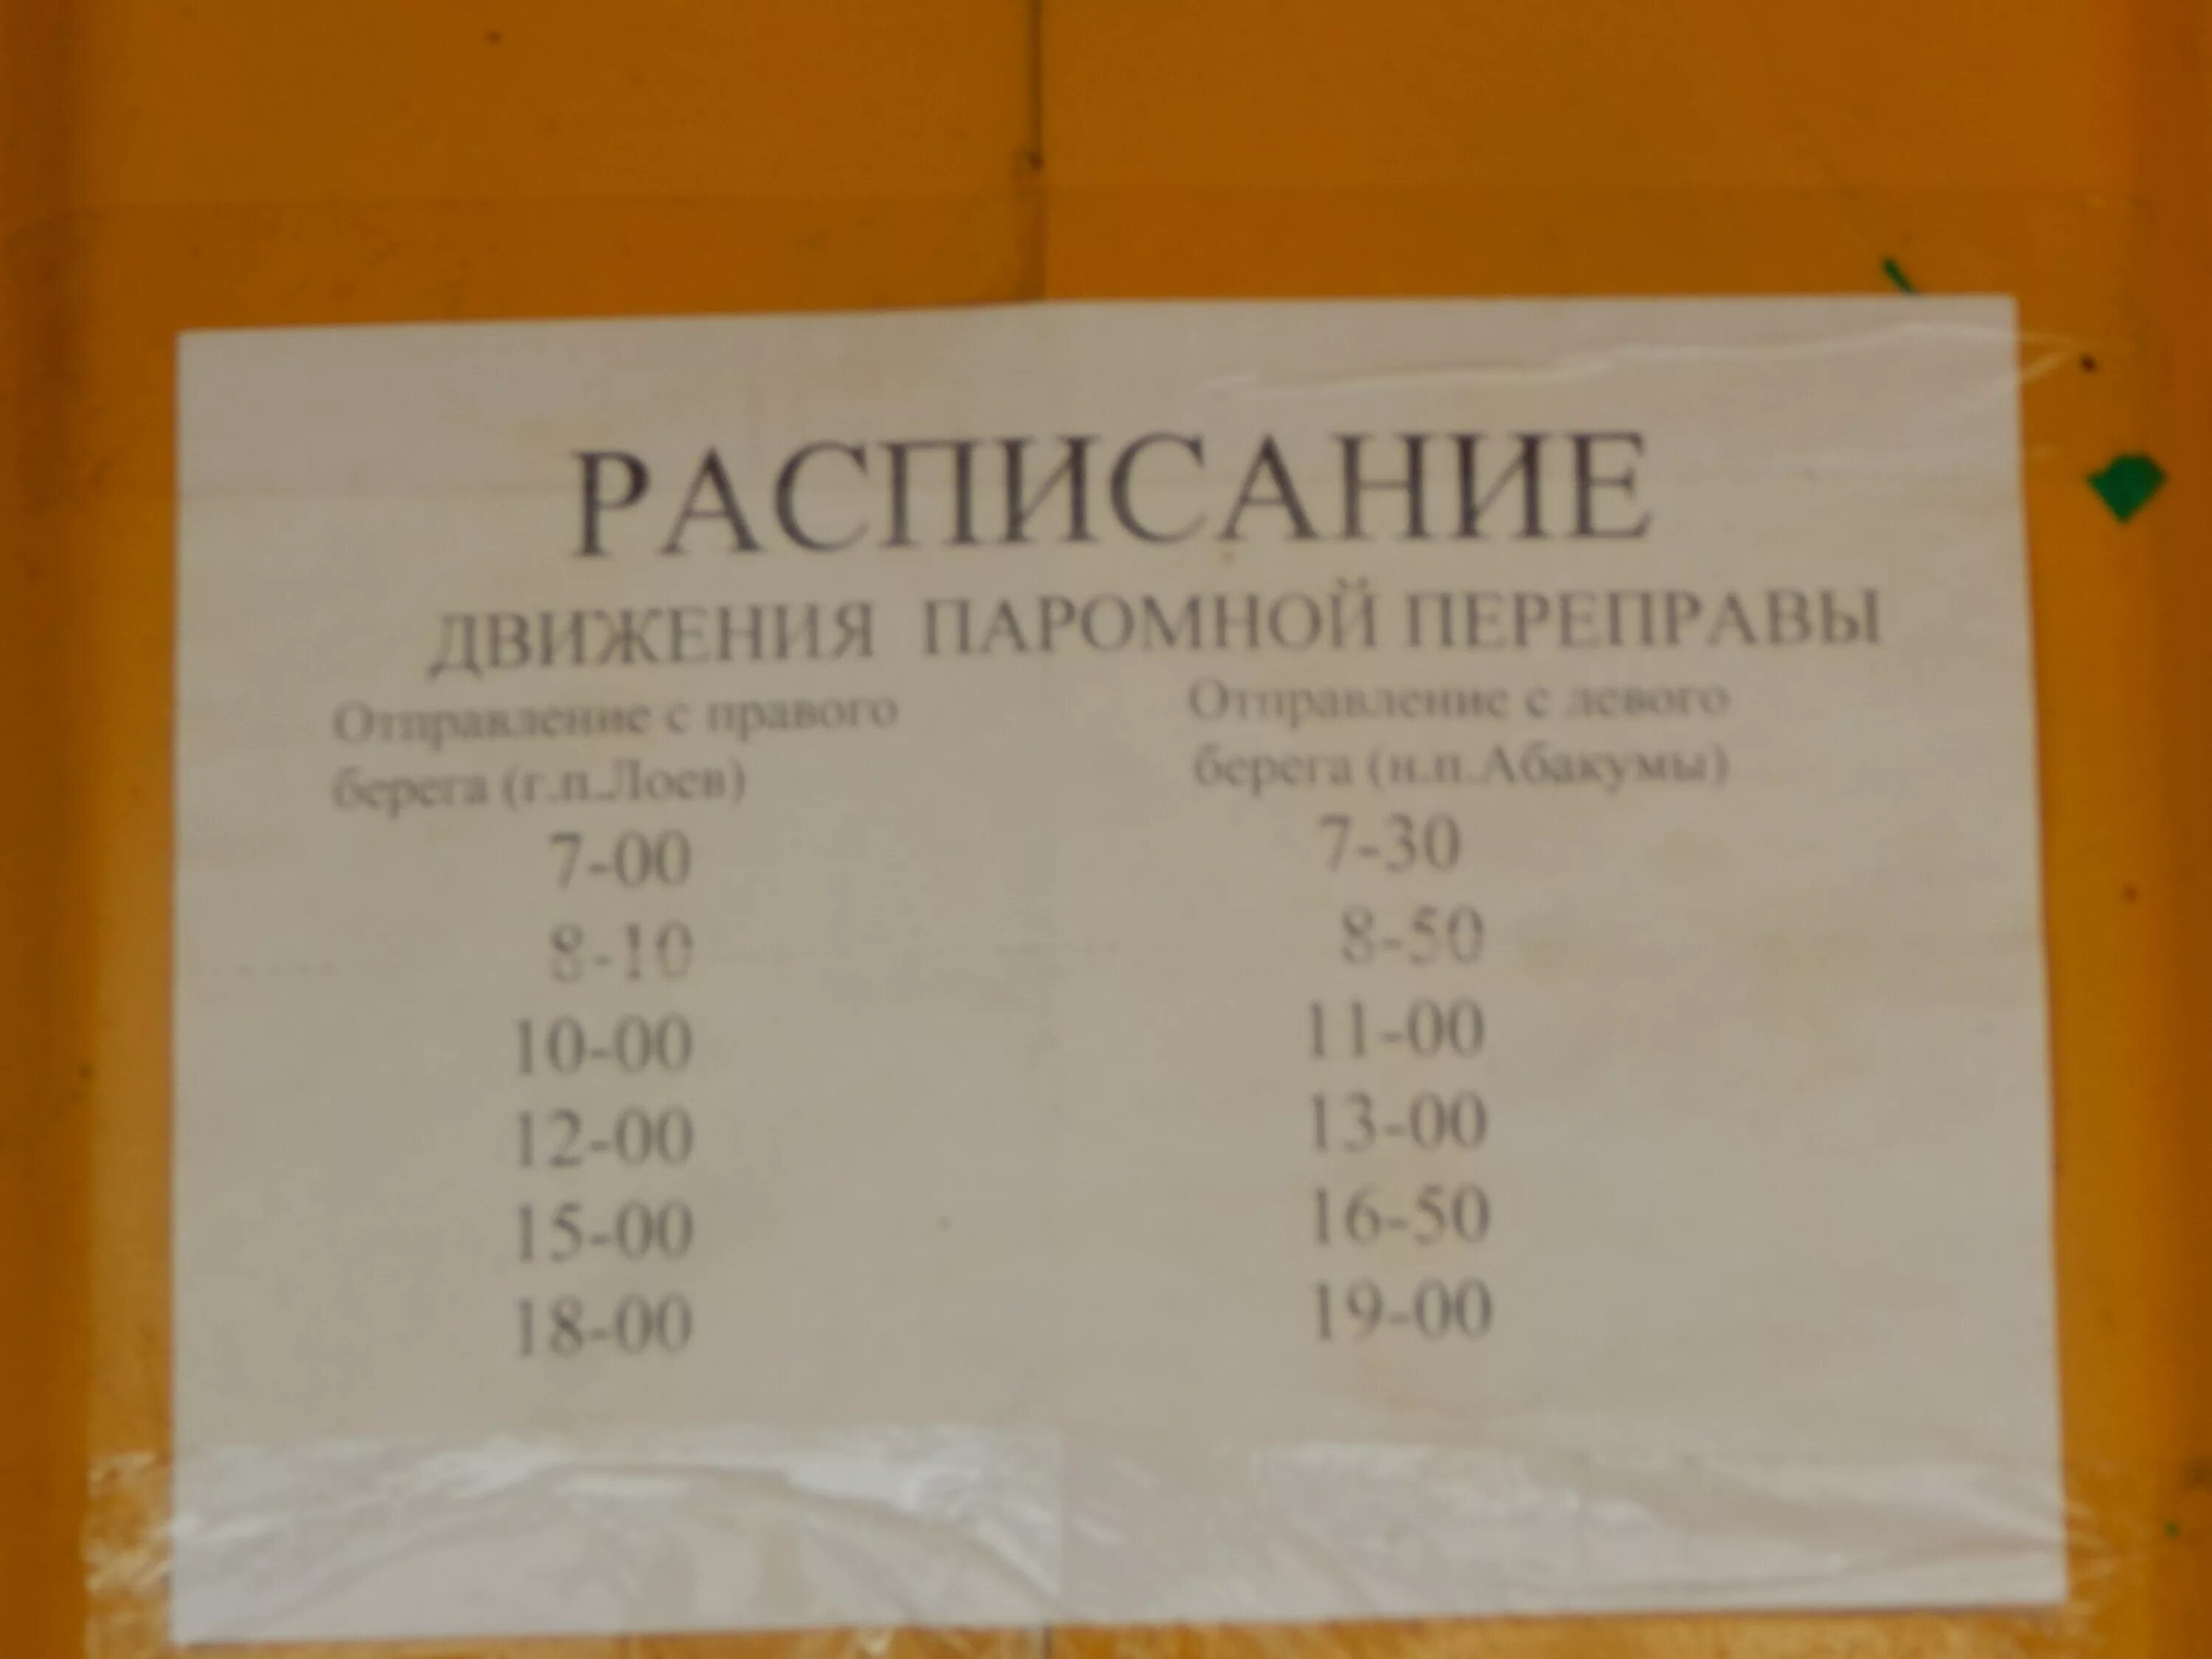 РАСПИСАНИЕ
ДВИЖЕНИЯ ПАРОМНОЙ ПЕРЕПРАВЫ
Отправление с правого
берега (г.п.Лоев)
7-00
8-10
10-00
12-00
15-00
18-00
Отправление с левого
берега (н.п.Абакумы)
7-30
8-50
11-00
13-00
16-50
19-00